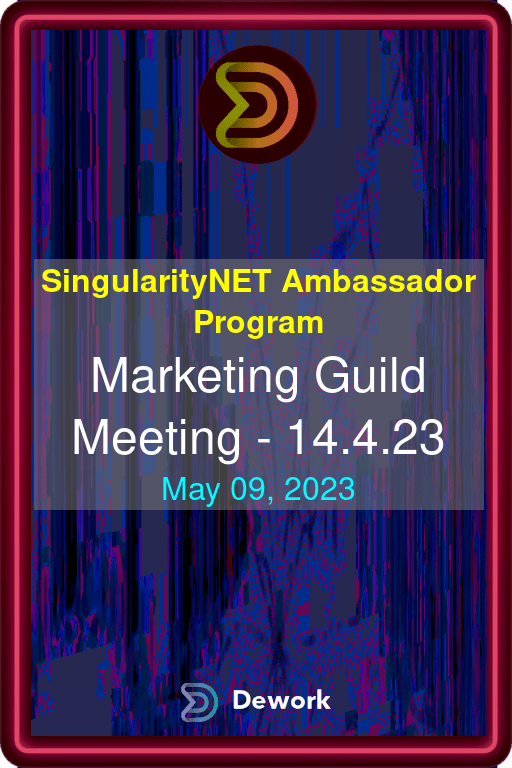 SingularityNET Ambassador
Program
Marketing Guild
Meeting - 14.4.23
May 09, 2023
Dework